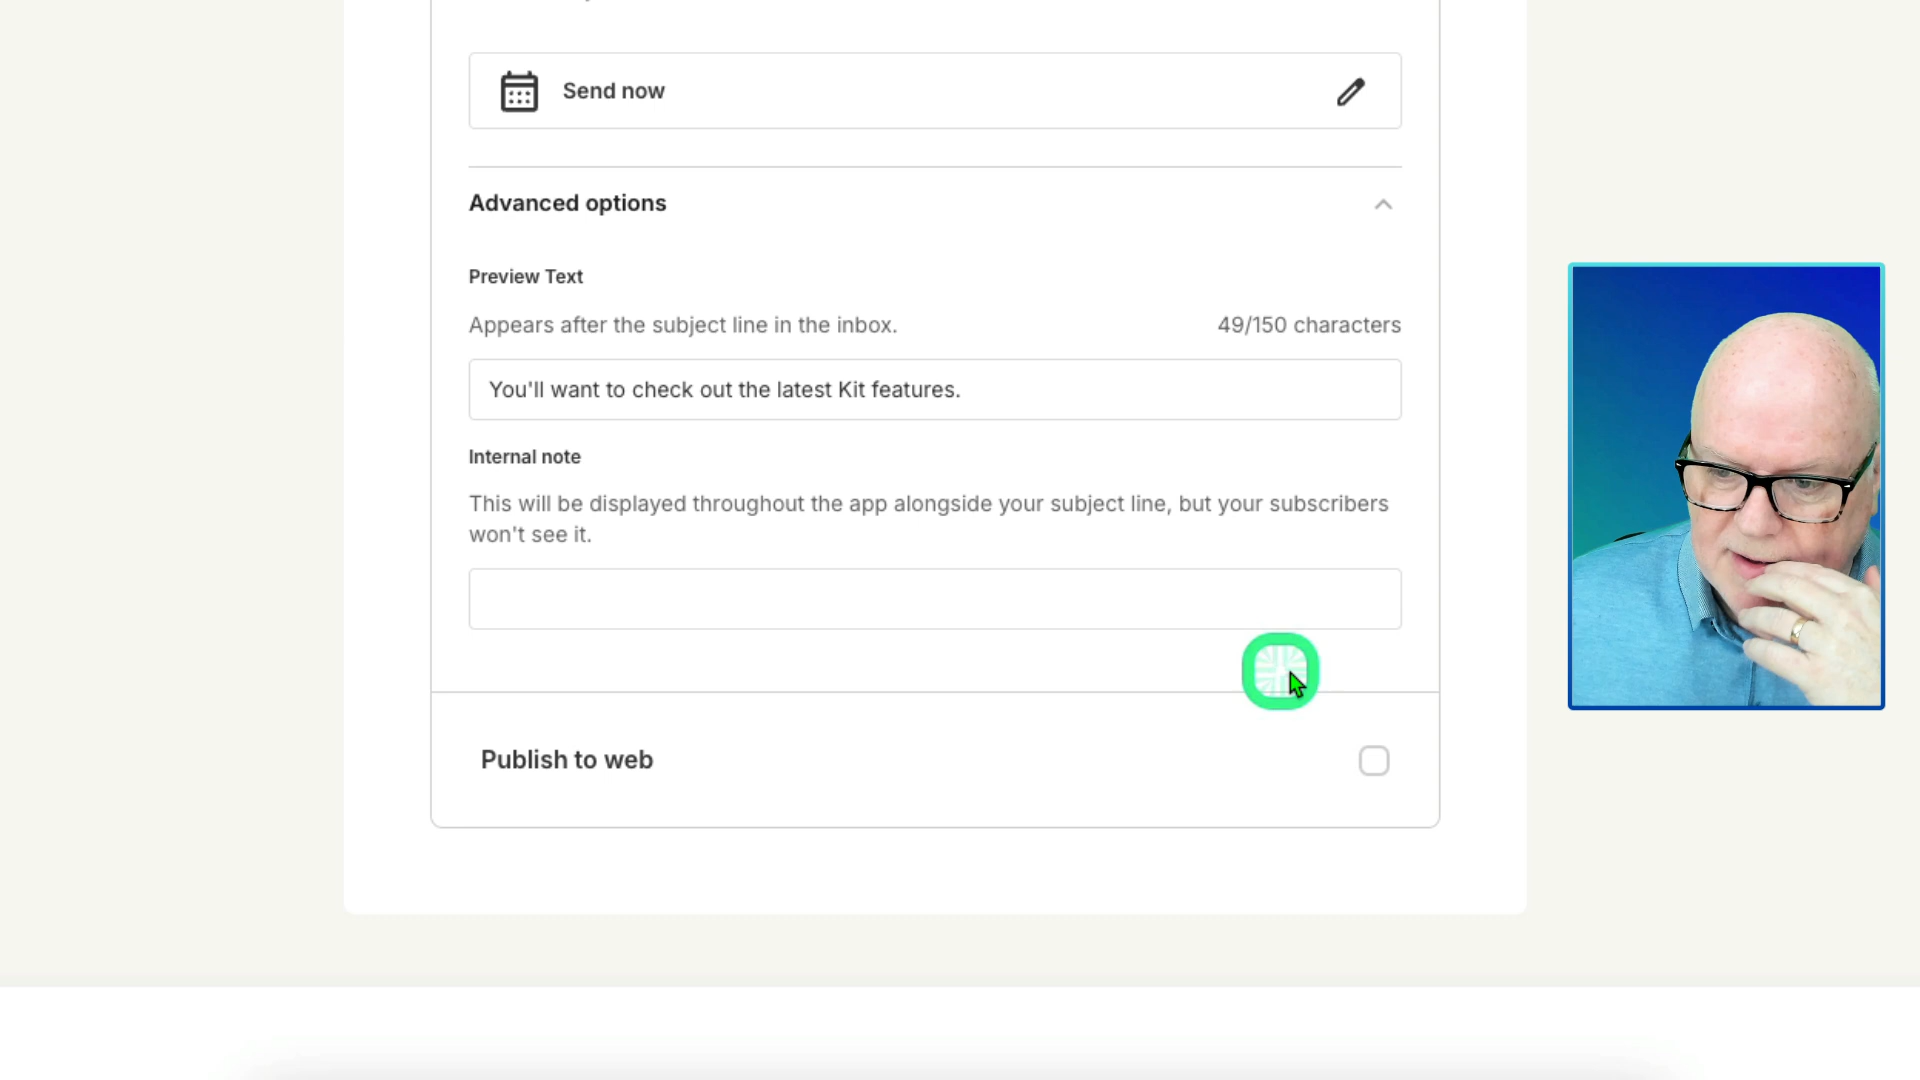 Send now
Advanced options
Preview Text
Appears after the subject line in the inbox.
49/150 characters
You'll want to check out the latest Kit features.
Internal note
This will be displayed throughout the app alongside your subject line, but your subscribers
won't see it.
Publish to web